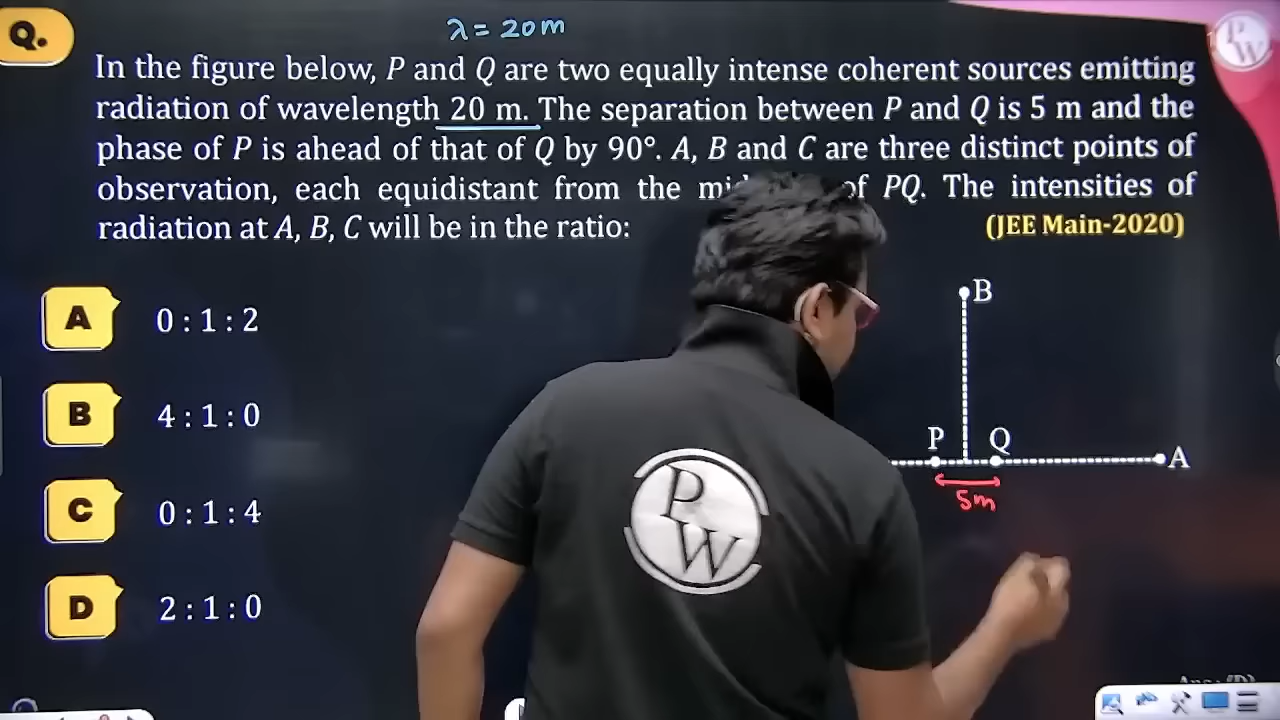 Q.
λ = 20m
In the figure below, P and Q are two equally intense coherent sources emitting
radiation of wavelength 20 m. The separation between P and Q is 5 m and the
phase of P is ahead of that of Q by 90°. A, B and C are three distinct points of
observation, each equidistant from the of PQ. The intensities of
radiation at A, B, C will be in the ratio:
(JEE Main-2020)
A 0 : 1 : 2
B 4 : 1 : 0
C 0 : 1 : 4
D 2 : 1 : 0
B
P Q
A
5m
P
W
P
W